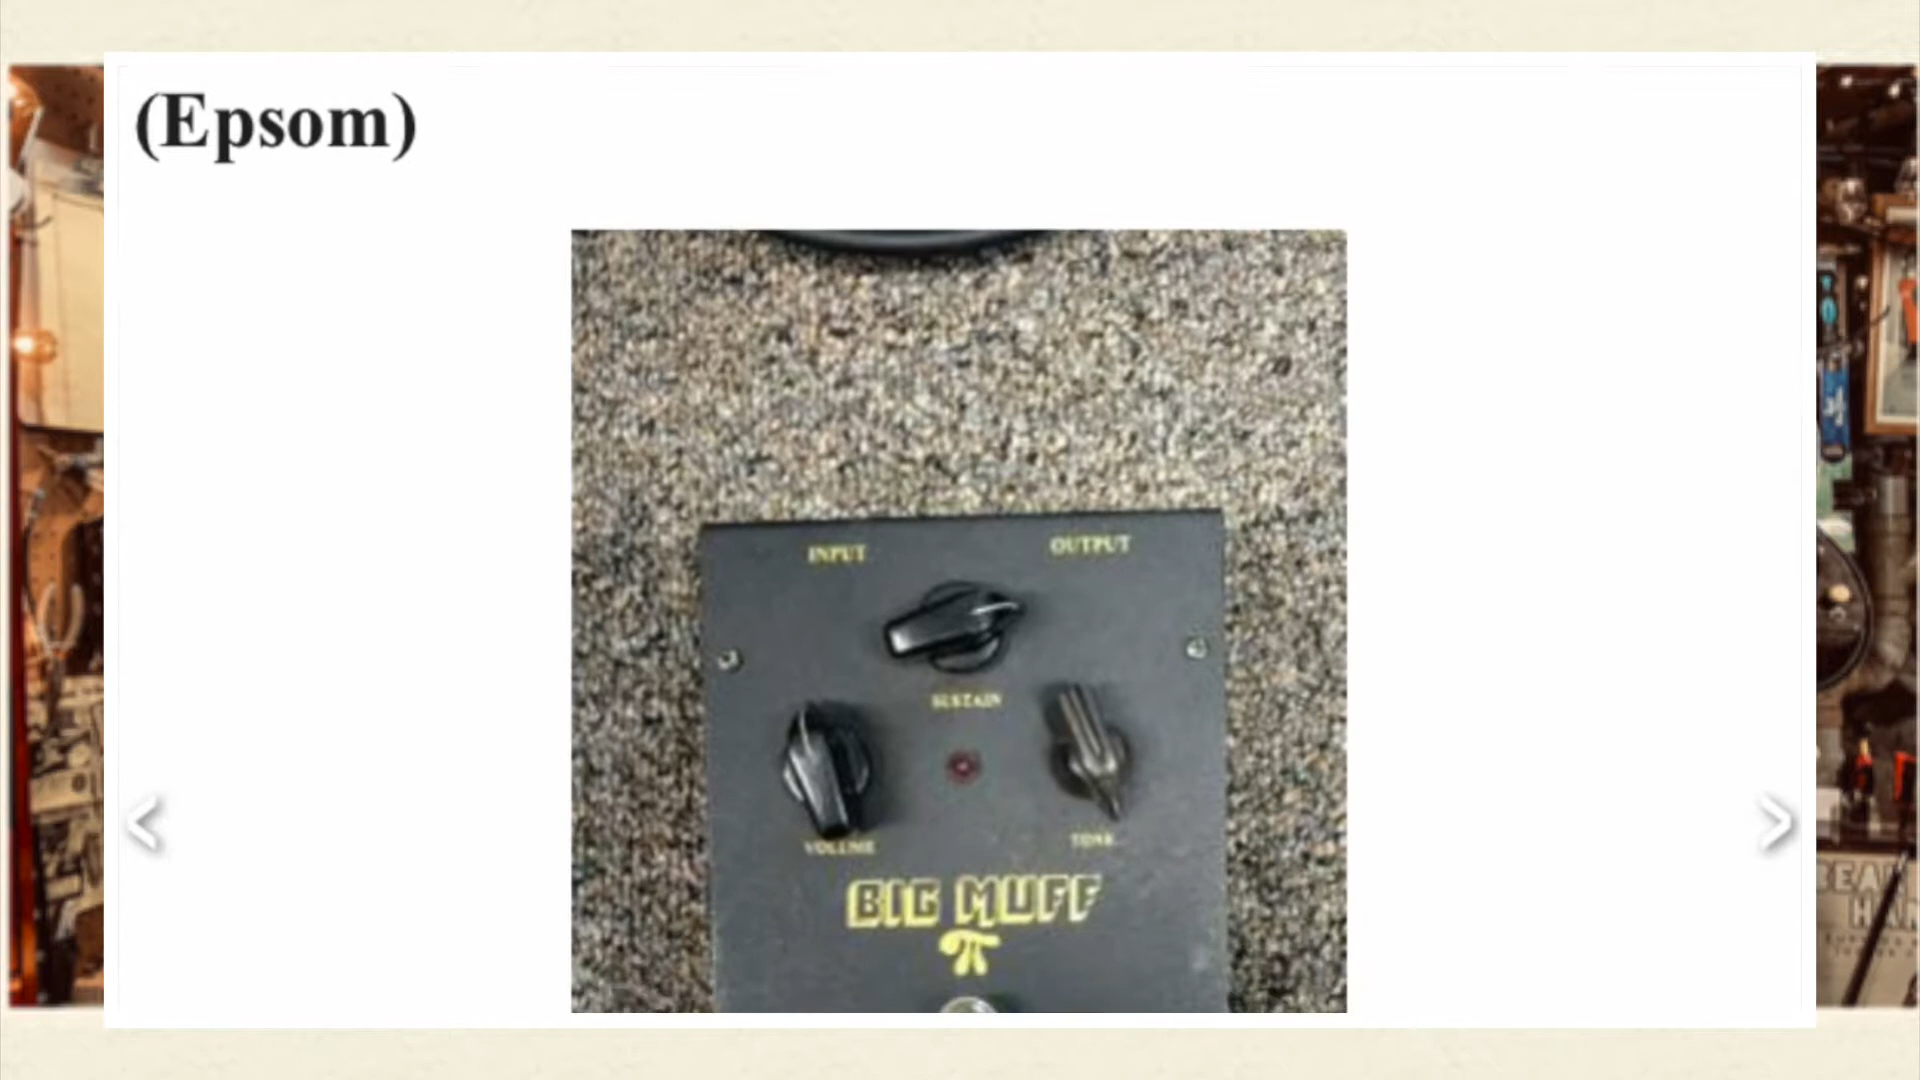 (Epsom)
INPUT
OUTPUT
SUSTAIN
VOLUME
TONE
BIG MUFF
π